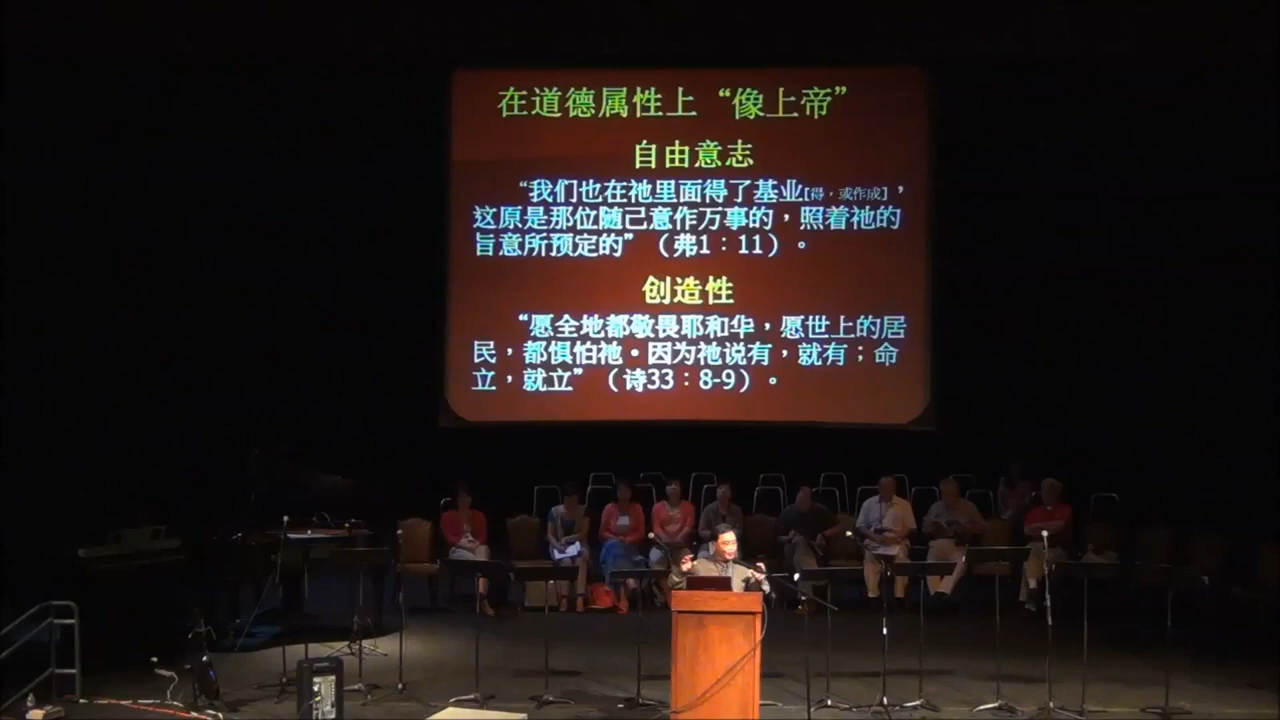 在道德属性上“像上帝”
自由意志
“我们也在祂里面得了基业[得，或作成]，
这原是那位随己意作万事的，照着祂的
旨意所预定的”（弗1：11）。
创造性
“愿全地都敬畏耶和华，愿世上的居
民，都惧怕祂·因为祂说有，就有；命
立，就立”（诗33：8-9）。